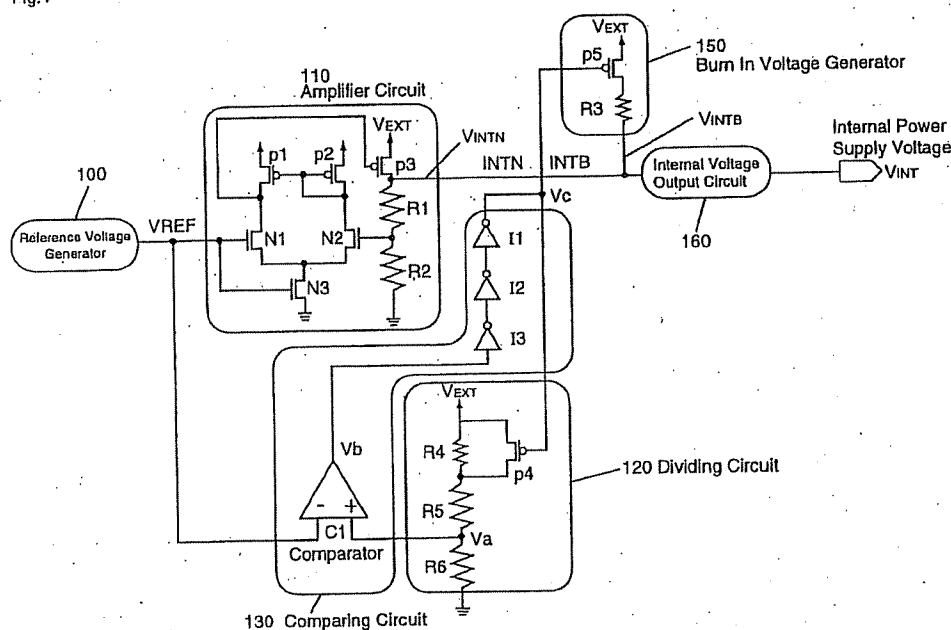 Fig.1
VEXT
150
Burn In Voltage Generator
p5
R3
110
Amplifier Circuit
VEXT
VINTN
VINTB
Internal Power
Supply Voltage
VINT
p1
p2
p3
INTN
INTB
Internal Voltage
Output Circuit
160
100
VREF
Reference Voltage
Generator
R1
Vc
N1
N2
I1
R2
I2
N3
I3
VEXT
Vb
R4
p4
120 Dividing Circuit
R5
- +
C1
Comparator
Va
R6
130 Comparing Circuit